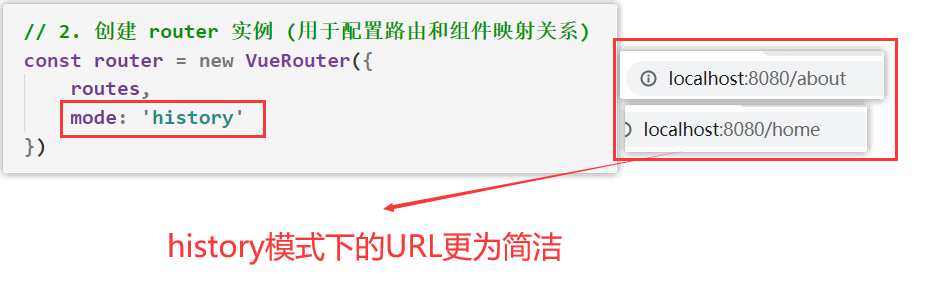 // 2. 创建 router 实例 (用于配置路由和组件映射关系)
const router = new VueRouter({
routes,
mode: 'history'
})
localhost:8080/about
localhost:8080/home
history模式下的URL更为简洁